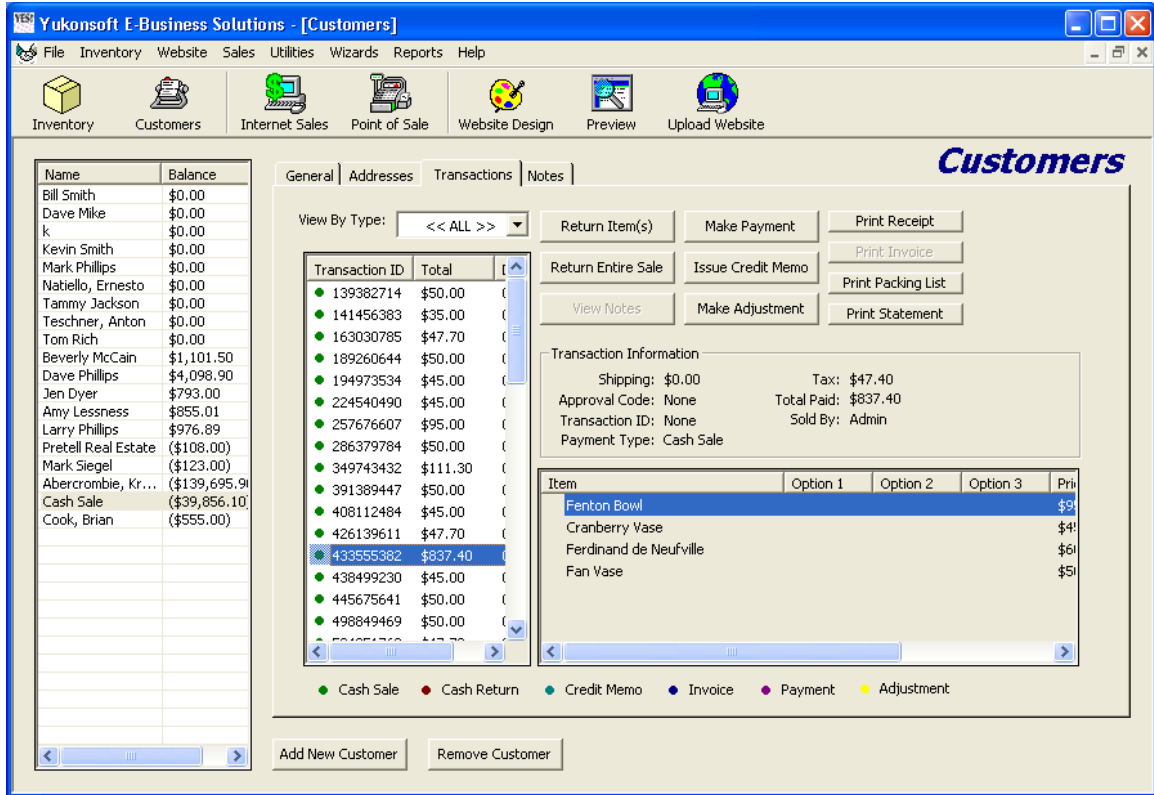 YES! Yukonsoft E-Business Solutions - [Customers]
File Inventory Website Sales Utilities Wizards Reports Help
Inventory Customers Internet Sales Point of Sale Website Design Preview Upload Website
Customers
Name Balance
Bill Smith $0.00
Dave Mike $0.00
k $0.00
Kevin Smith $0.00
Mark Phillips $0.00
Natiello, Ernesto $0.00
Tammy Jackson $0.00
Teschner, Anton $0.00
Tom Rich $0.00
Beverly McCain $1,101.50
Dave Phillips $4,098.90
Jen Dyer $793.00
Amy Lessness $855.01
Larry Phillips $976.89
Pretell Real Estate ($108.00)
Mark Siegel ($123.00)
Abercrombie, Kr... ($139,695.9
Cash Sale ($39,856.10)
Cook, Brian ($555.00)
General Addresses Transactions Notes
View By Type: << ALL >>
Return Item(s) Make Payment Print Receipt
Print Invoice
Return Entire Sale Issue Credit Memo
Print Packing List
View Notes Make Adjustment Print Statement
Transaction ID Total
139382714 $50.00
141456383 $35.00
163030785 $47.70
189260644 $50.00
194973534 $45.00
224540490 $45.00
257676607 $95.00
286379784 $50.00
349743432 $111.30
391389447 $50.00
408112484 $45.00
426139611 $47.70
433555382 $837.40
438499230 $45.00
445675641 $50.00
498849469 $50.00
Transaction Information
Shipping: $0.00 Tax: $47.40
Approval Code: None Total Paid: $837.40
Transaction ID: None Sold By: Admin
Payment Type: Cash Sale
Item Option 1 Option 2 Option 3
Fenton Bowl
Cranberry Vase
Ferdinand de Neufville
Fan Vase
Cash Sale Cash Return Credit Memo Invoice Payment Adjustment
Add New Customer Remove Customer